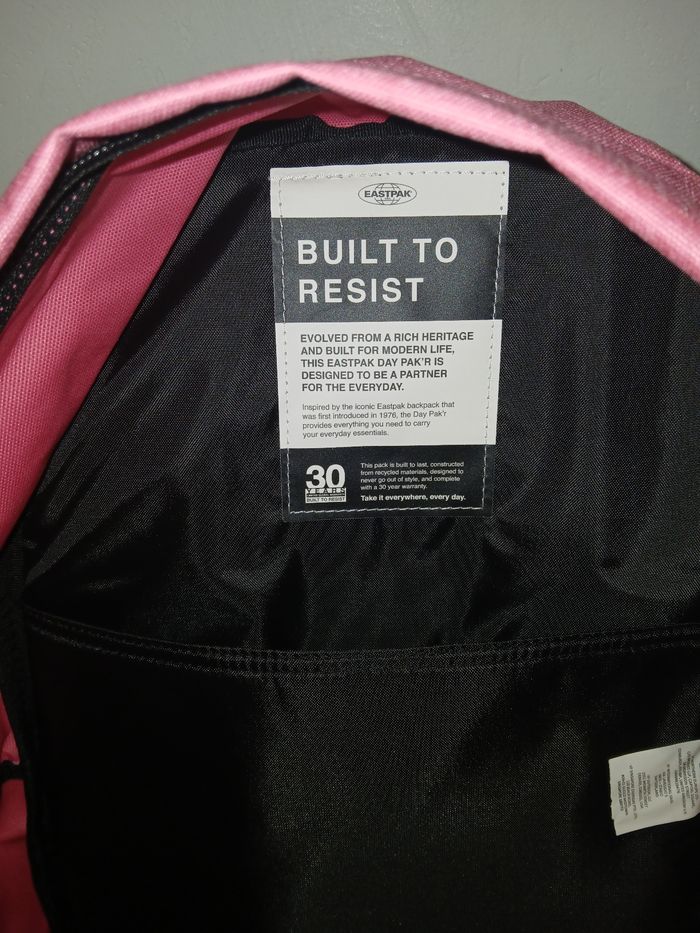 EASTPAK
BUILT TO
RESIST
EVOLVED FROM A RICH HERITAGE
AND BUILT FOR MODERN LIFE,
THIS EASTPAK DAY PAK'R IS
DESIGNED TO BE A PARTNER
FOR THE EVERYDAY.
Inspired by the iconic Eastpak backpack that
was first introduced in 1976, the Day Pak'r
provides everything you need to carry
your everyday essentials.
30
YEARS
BUILT TO RESIST
This pack is built to last, constructed
from recycled materials, designed to
never go out of style, and complete
with a 30 year warranty.
Take it everywhere, every day.